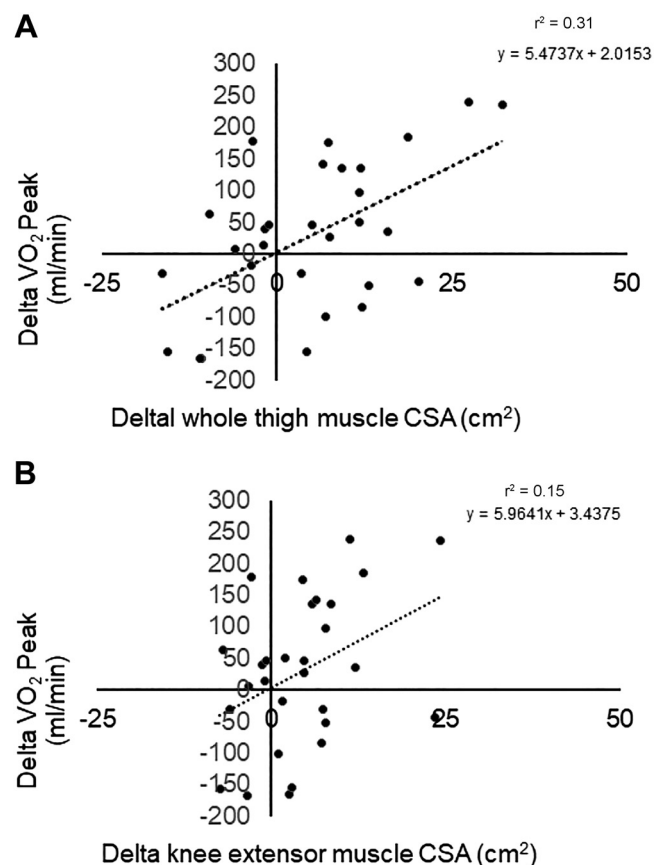 A
r² = 0.31
y = 5.4737x + 2.0153
300
250
200
150
100
50
0
-50
-100
-150
-200
-25
0
25
50
Delta VO₂ Peak
(ml/min)
Deltal whole thigh muscle CSA (cm²)
B
r² = 0.15
y = 5.9641x + 3.4375
300
250
200
150
100
50
0
-50
-100
-150
-200
-25
0
25
50
Delta VO₂ Peak
(ml/min)
Delta knee extensor muscle CSA (cm²)